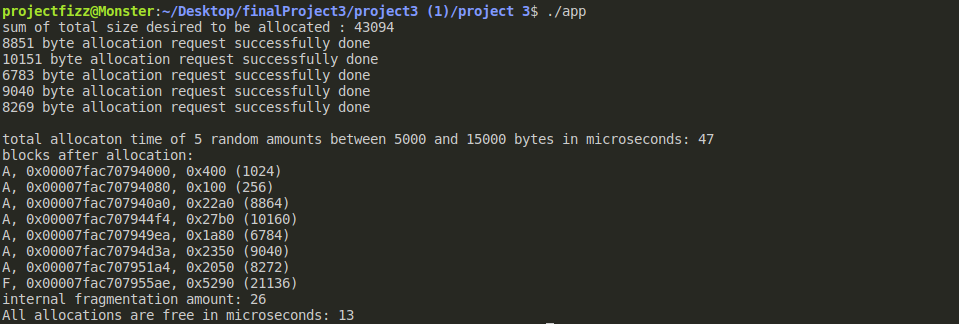 projectfizz@Monster:~/Desktop/finalProject3/project3 (1)/project 3$ ./app
sum of total size desired to be allocated : 43094
8851 byte allocation request successfully done
10151 byte allocation request successfully done
6783 byte allocation request successfully done
9040 byte allocation request successfully done
8269 byte allocation request successfully done
total allocaton time of 5 random amounts between 5000 and 15000 bytes in microseconds: 47
blocks after allocation:
A, 0x00007fac70794000, 0x400 (1024)
A, 0x00007fac70794080, 0x100 (256)
A, 0x00007fac707940a0, 0x22a0 (8864)
A, 0x00007fac707944f4, 0x27b0 (10160)
A, 0x00007fac707949ea, 0x1a80 (6784)
A, 0x00007fac70794d3a, 0x2350 (9040)
A, 0x00007fac707951a4, 0x2050 (8272)
F, 0x00007fac707955ae, 0x5290 (21136)
internal fragmentation amount: 26
All allocations are free in microseconds: 13